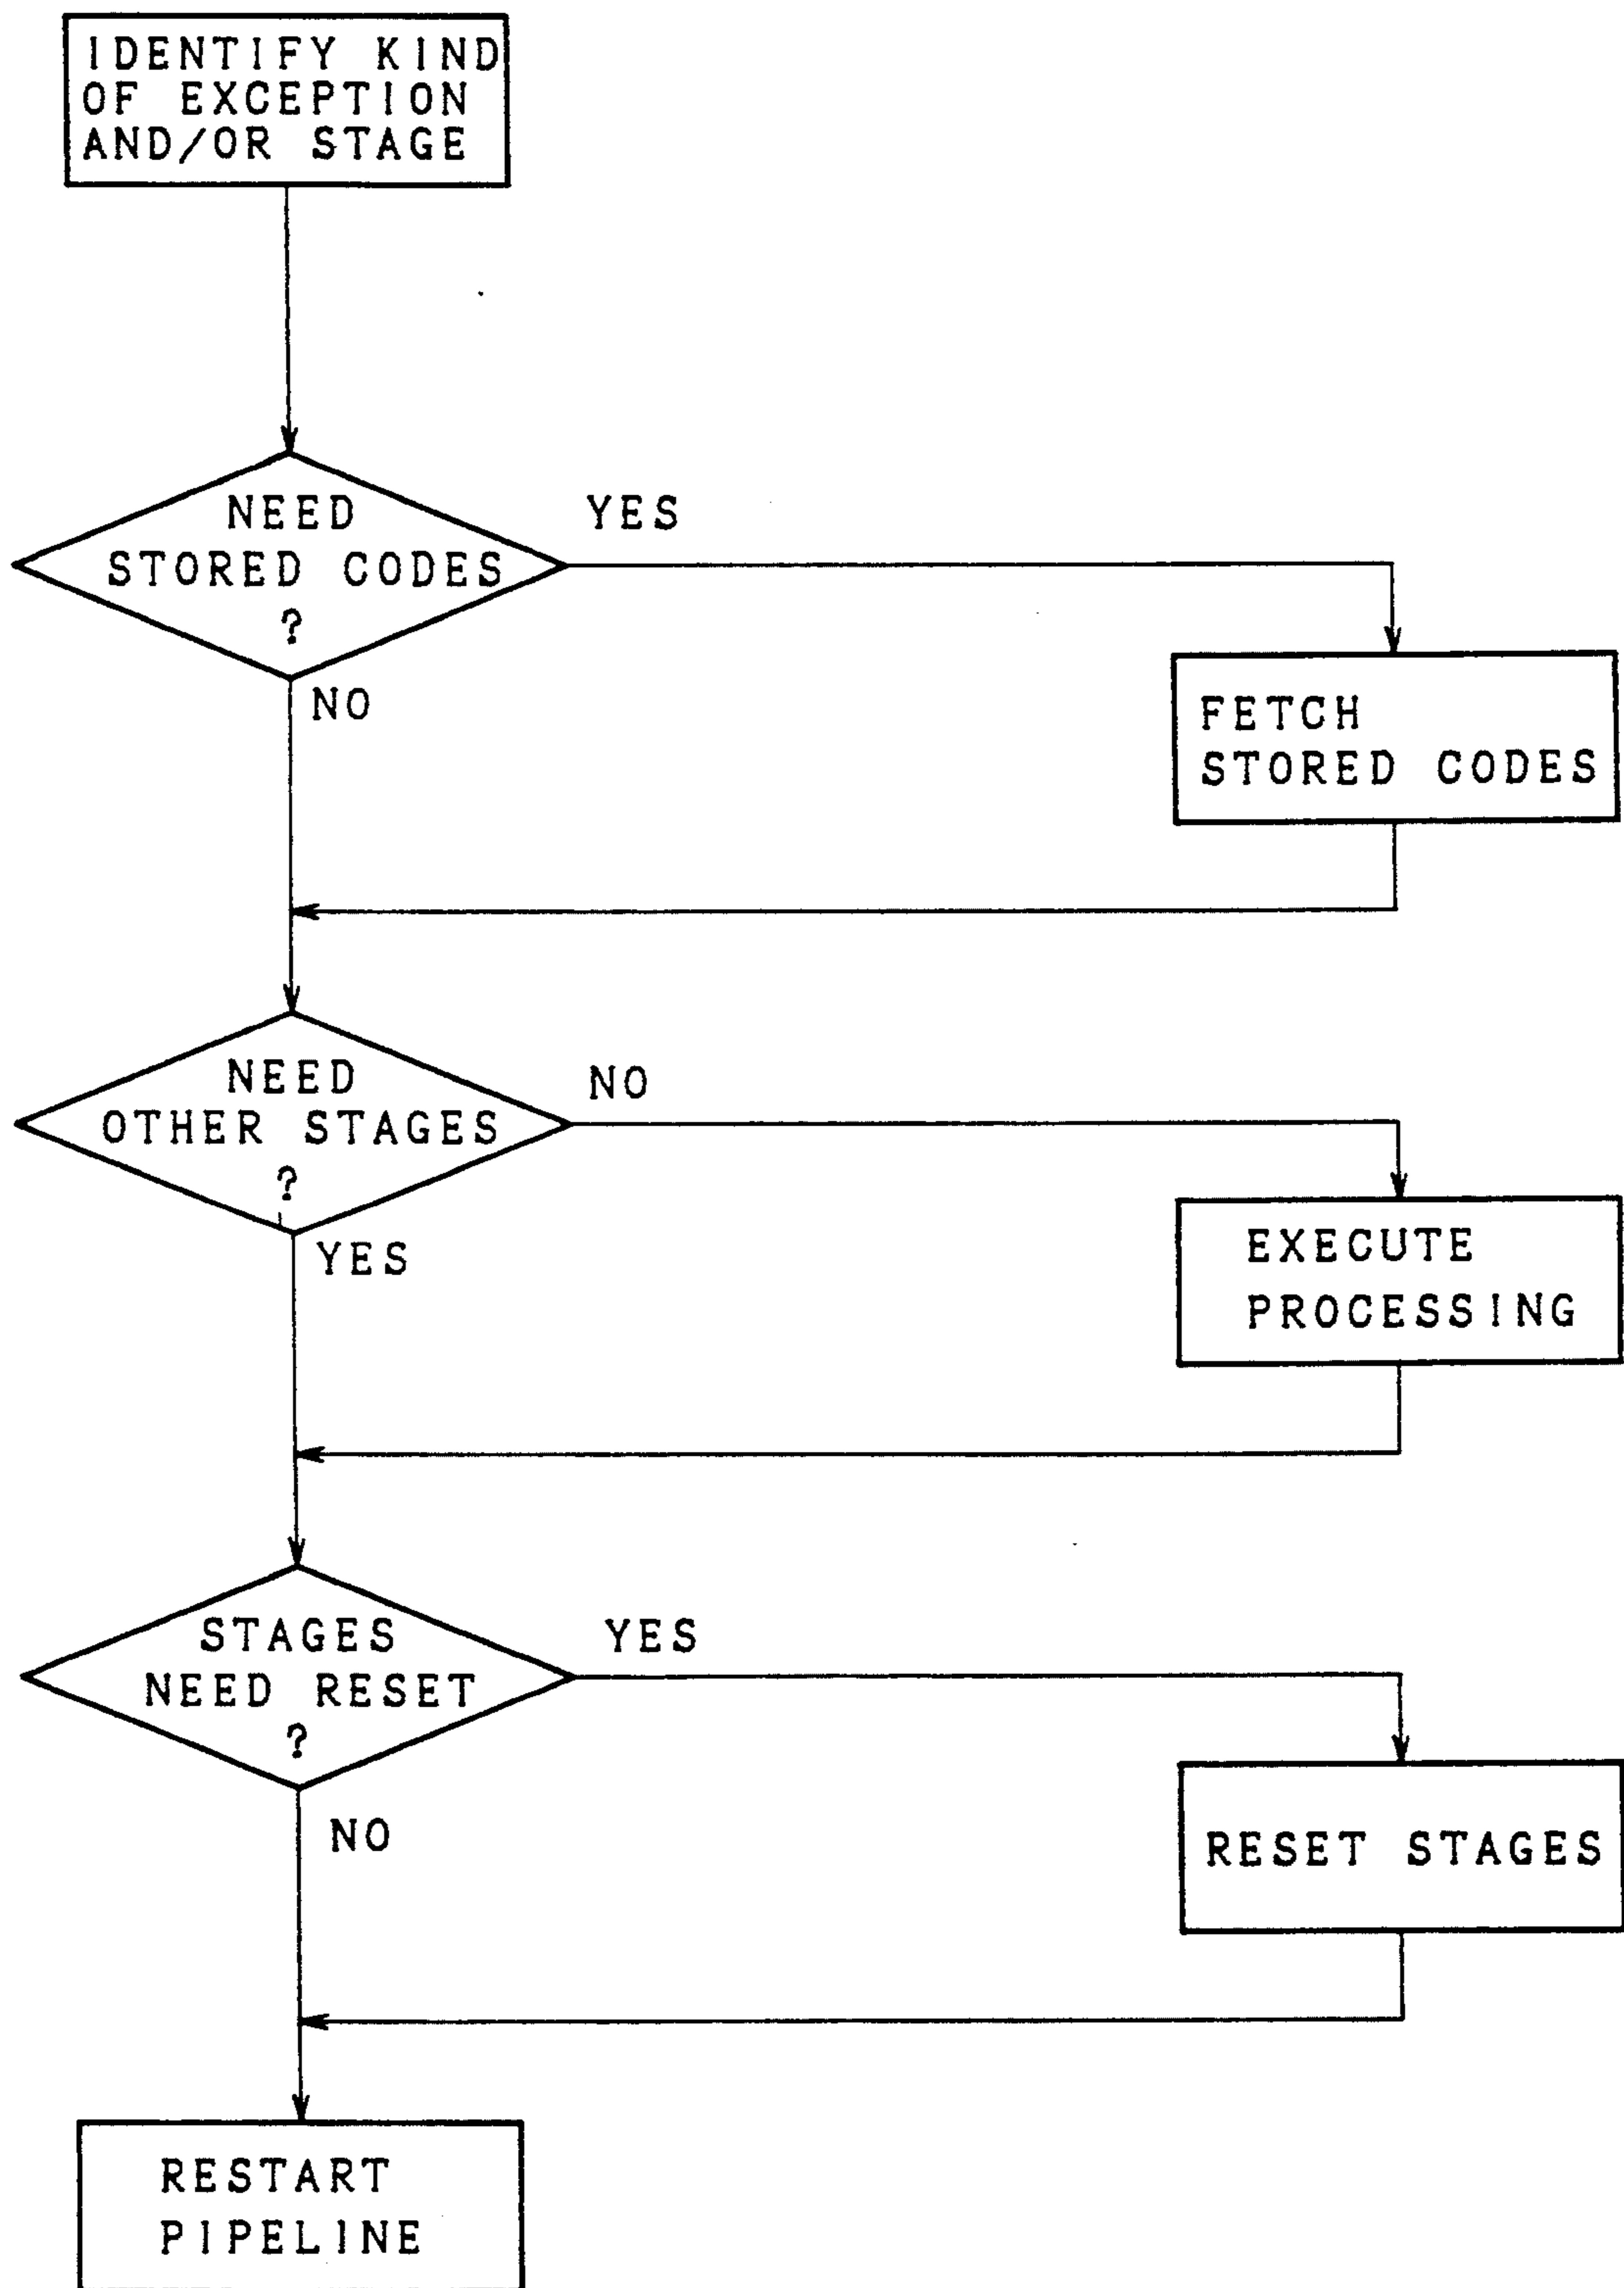 IDENTIFY KIND
OF EXCEPTION
AND/OR STAGE
NEED
STORED CODES
?
YES
NO
FETCH
STORED CODES
NEED
OTHER STAGES
?
NO
YES
EXECUTE
PROCESSING
STAGES
NEED RESET
?
YES
NO
RESET STAGES
RESTART
PIPELINE